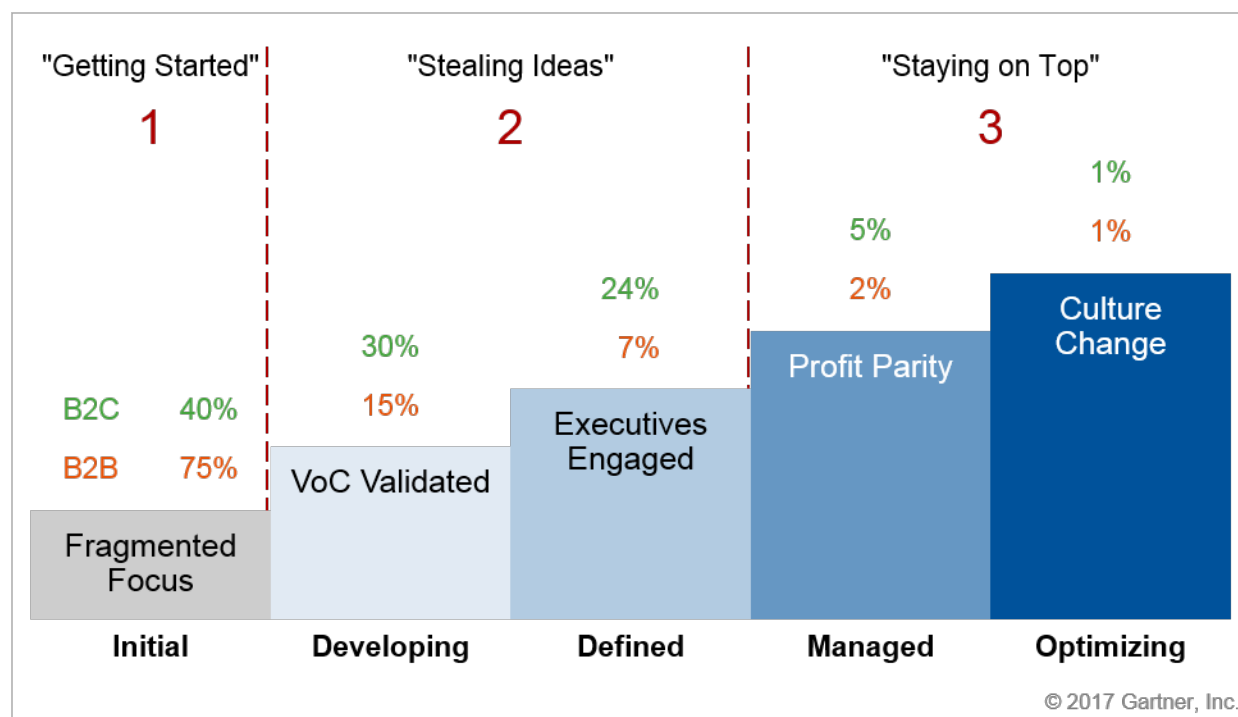 "Getting Started"
"Stealing Ideas"
"Staying on Top"
1
2
3
1%
5%
1%
24%
2%
30%
7%
B2C 40%
15%
B2B 75%
Culture
Change
Profit Parity
Executives
Engaged
VoC Validated
Fragmented
Focus
Initial
Developing
Defined
Managed
Optimizing
© 2017 Gartner, Inc.